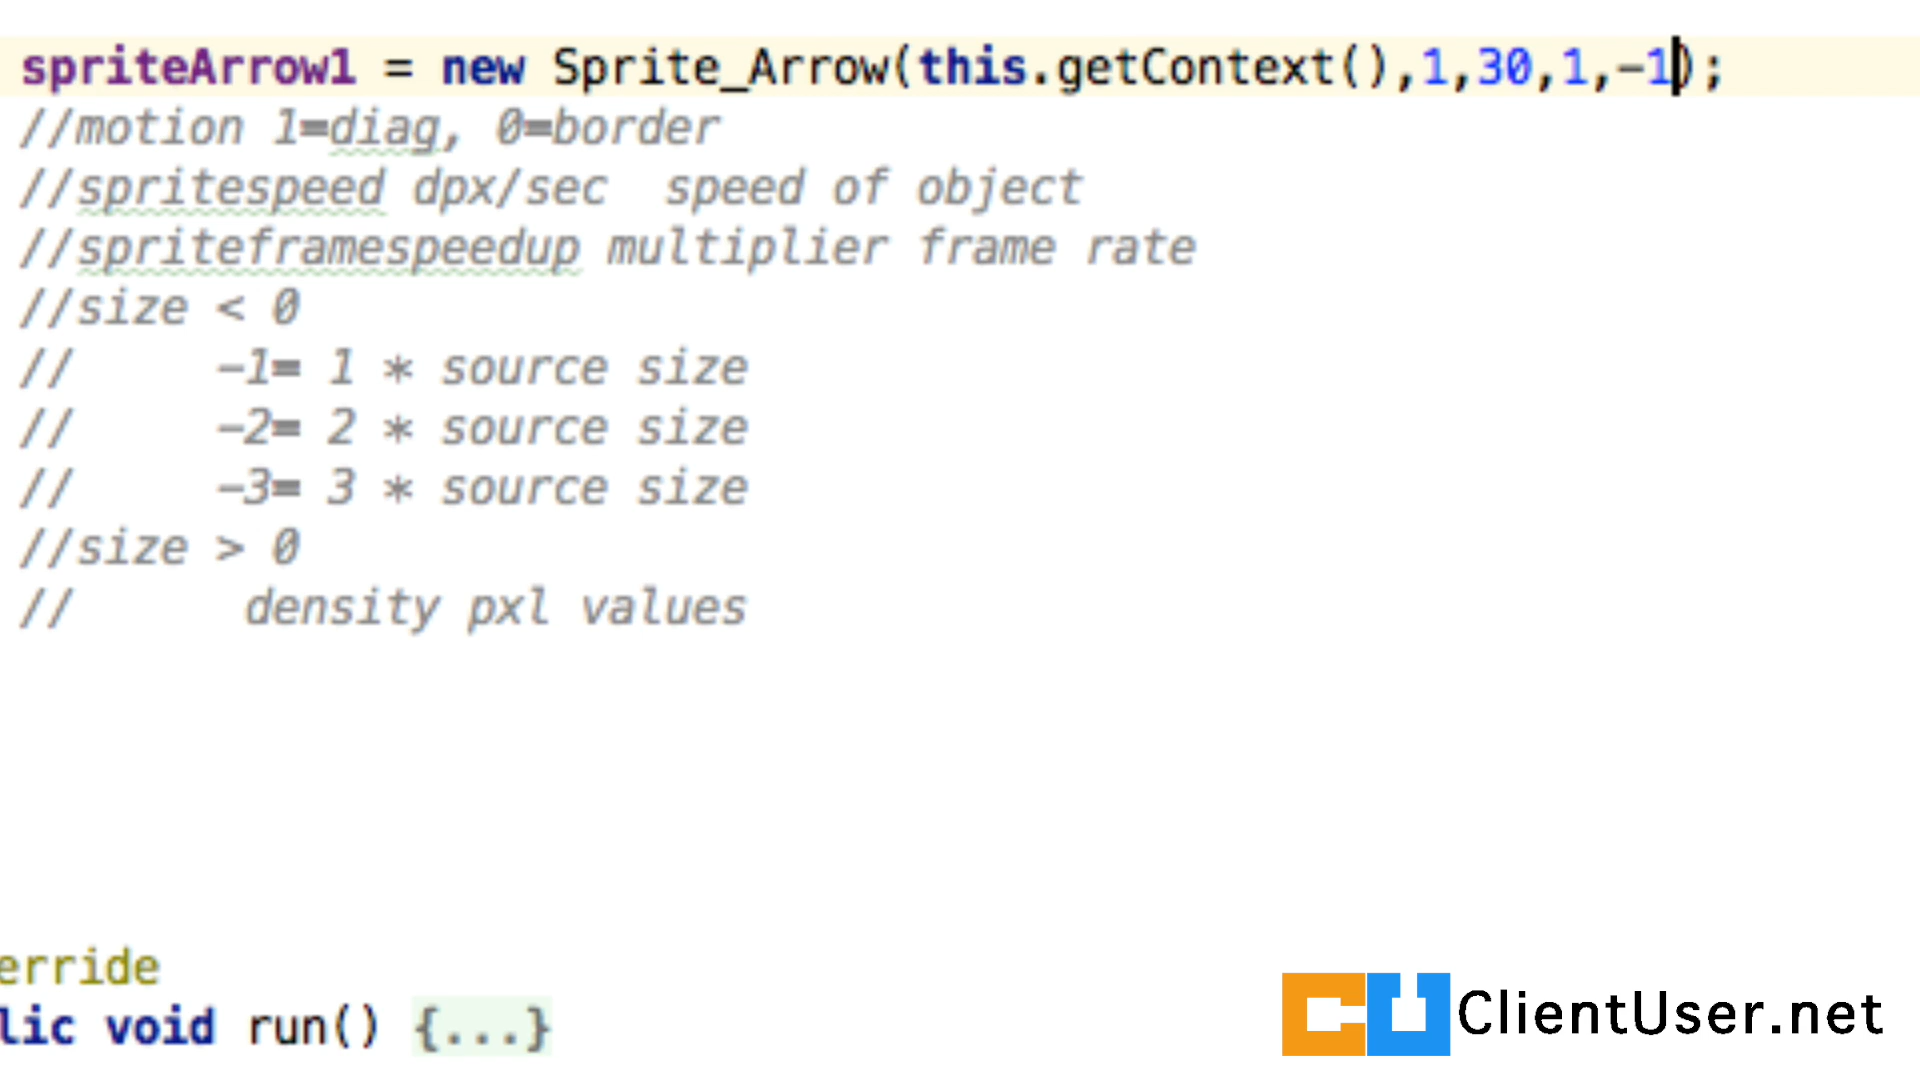 spriteArrow1 = new Sprite_Arrow(this.getContext(),1,30,1,-1);
//motion 1=diag, 0=border
//spritespeed dpx/sec  speed of object
//spriteframespeedup multiplier frame rate
//size < 0
//     -1= 1 * source size
//     -2= 2 * source size
//     -3= 3 * source size
//size > 0
//      density pxl values
erride
lic void run() {...}
CU ClientUser.net